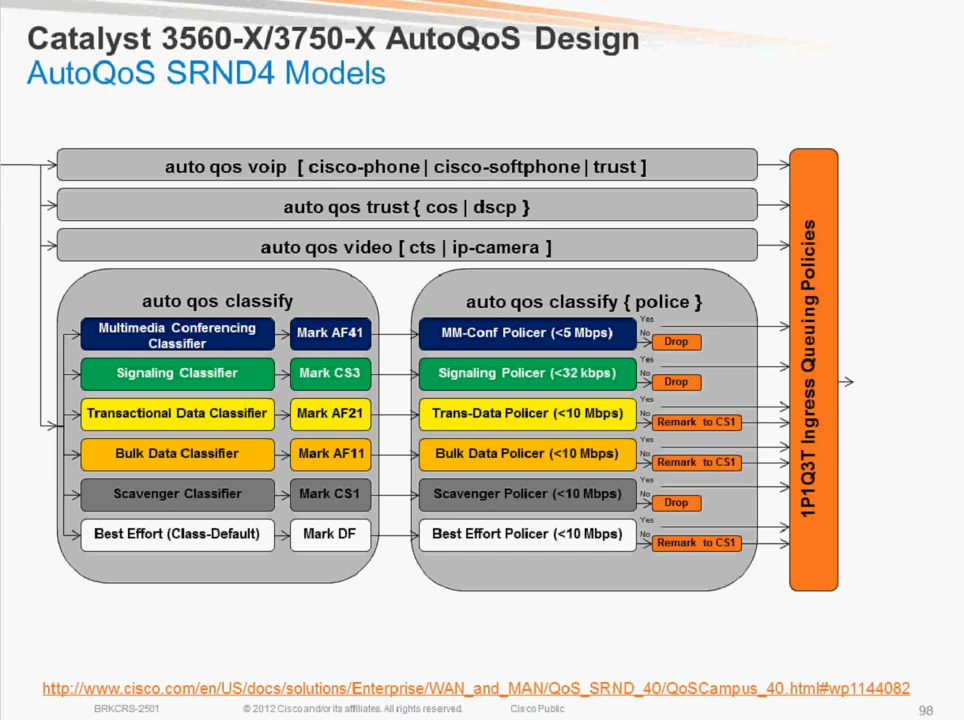 Catalyst 3560-X/3750-X AutoQoS Design
AutoQoS SRND4 Models
auto qos voip [ cisco-phone | cisco-softphone | trust ]
auto qos trust { cos | dscp }
auto qos video [ cts | ip-camera ]
auto qos classify
Multimedia Conferencing
Classifier
Mark AF41
Signaling Classifier
Mark CS3
Transactional Data Classifier
Mark AF21
Bulk Data Classifier
Mark AF11
Scavenger Classifier
Mark CS1
Best Effort (Class-Default)
Mark DF
auto qos classify { police }
MM-Conf Policer (<5 Mbps)
Yes
No
Drop
Signaling Policer (<32 kbps)
Yes
No
Drop
Trans-Data Policer (<10 Mbps)
Yes
No
Remark to CS1
Bulk Data Policer (<10 Mbps)
Yes
No
Remark to CS1
Scavenger Policer (<10 Mbps)
Yes
No
Drop
Best Effort Policer (<10 Mbps)
Yes
No
Remark to CS1
1P1Q3T Ingress Queuing Policies
http://www.cisco.com/en/US/docs/solutions/Enterprise/WAN_and_MAN/QoS_SRND_40/QoSCampus_40.html#wp1144082
BRKCRS-2501
© 2012 Cisco and/or its affiliates. All rights reserved.
Cisco Public
98